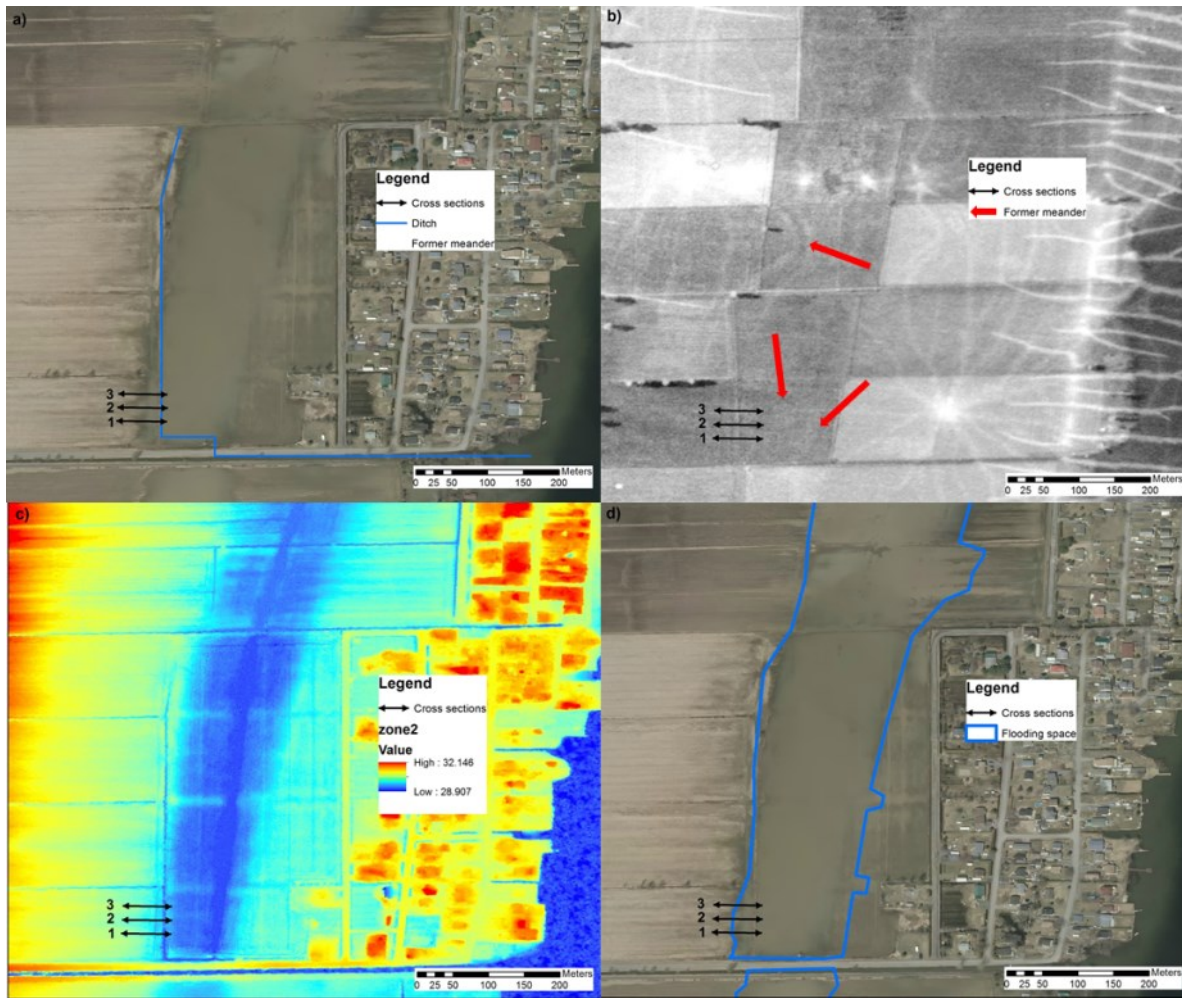 a)
Legend
Cross sections
Ditch
Former meander
3
2
1
Meters
0 25 50 100 150 200
b)
Legend
Cross sections
Former meander
3
2
1
Meters
0 25 50 100 150 200
c)
Legend
Cross sections
zone2
Value
High : 32.146
Low : 28.907
3
2
1
Meters
0 25 50 100 150 200
d)
Legend
Cross sections
Flooding space
3
2
1
Meters
0 25 50 100 150 200